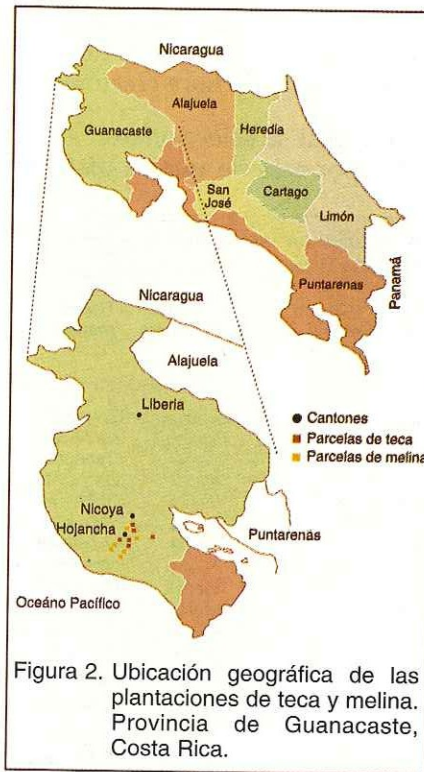 Nicaragua
Alajuela
Guanacaste
Heredia
San
José
Cartago
Limón
Puntarenas
Panamá
Nicaragua
Alajuela
Liberia
Cantones
Parcelas de teca
Parcelas de melina
Nicoya
Hojancha
Puntarenas
Oceáno Pacífico
Figura 2. Ubicación geográfica de las
plantaciones de teca y melina.
Provincia de Guanacaste,
Costa Rica.